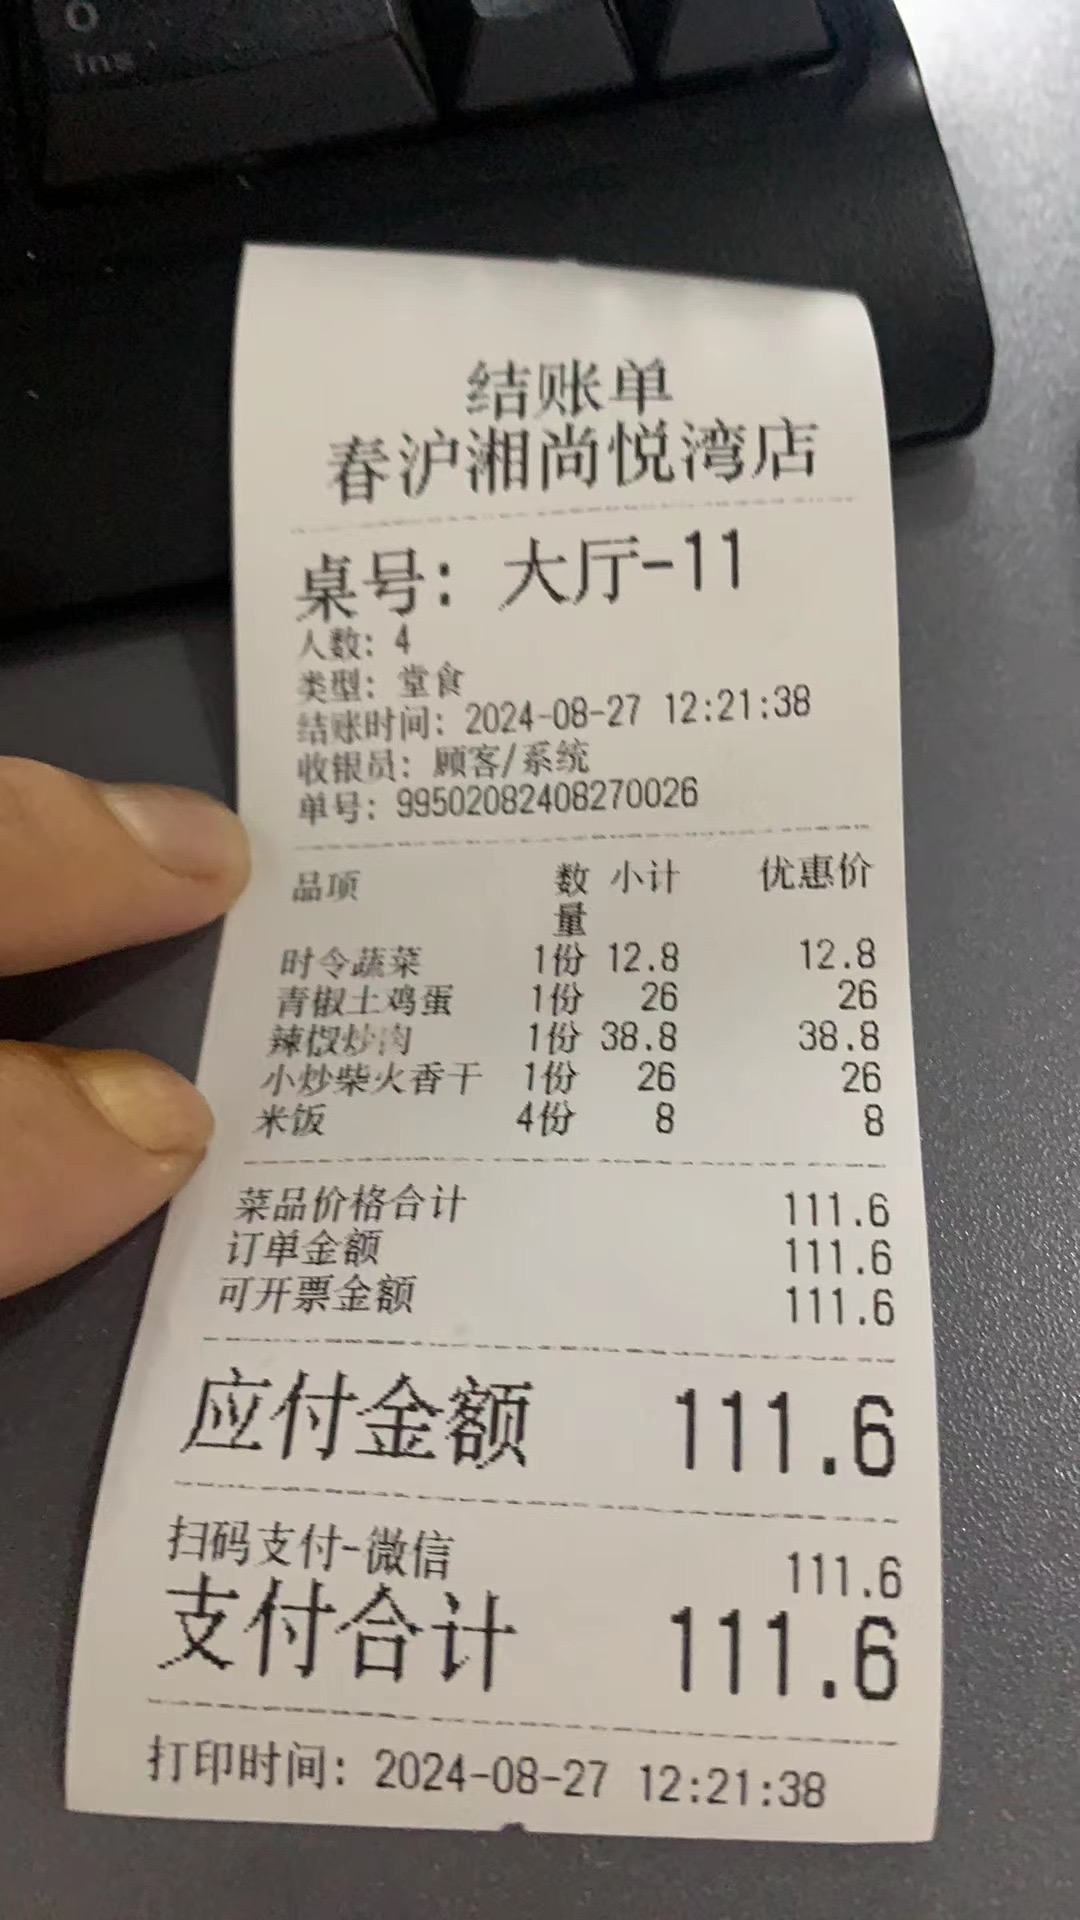 0
Ins
结账单
春沪湘尚悦湾店
桌号: 大厅-11
人数: 4
类型: 堂食
结账时间: 2024-08-27 12:21:38
收银员: 顾客/系统
单号: 99502082408270026
品项 数量 小计 优惠价
时令蔬菜 1份 12.8 12.8
青椒土鸡蛋 1份 26 26
辣椒炒肉 1份 38.8 38.8
小炒柴火香干 1份 26 26
米饭 4份 8 8
菜品价格合计 111.6
订单金额 111.6
可开票金额 111.6
应付金额 111.6
扫码支付-微信 111.6
支付合计 111.6
打印时间: 2024-08-27 12:21:38